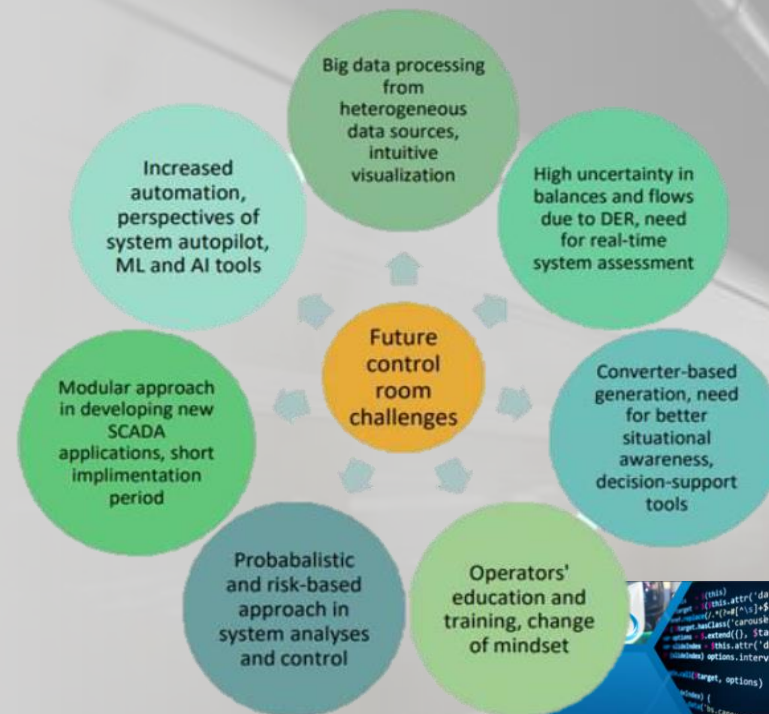 Big data processing
from
heterogeneous
data sources,
intuitive
visualization
High uncertainty in
balances and flows
due to DER, need
for real-time
system assessment
Converter-based
generation, need
for better
situational
awareness,
decision-support
tools
Operators'
education and
training, change
of mindset
Probabalistic
and risk-based
approach in
system analyses
and control
Modular approach
in developing new
SCADA
applications, short
implimentation
period
Increased
automation,
perspectives of
system autopilot,
ML and AI tools
Future
control
room
challenges